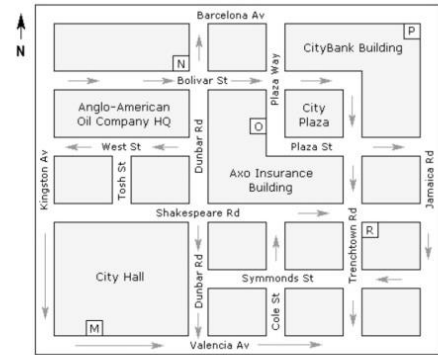 Barcelona Av
N
P
CityBank Building
N
Bolivar St
Plaza Way
Anglo-American
Oil Company HQ
O
City
Plaza
Dunbar Rd
West St
Plaza St
Kingston Av
Tosh St
Axo Insurance
Building
Jamaica Rd
Shakespeare Rd
Trenchtown Rd
R
City Hall
Dunbar Rd
Symmonds St
Cole St
M
Valencia Av